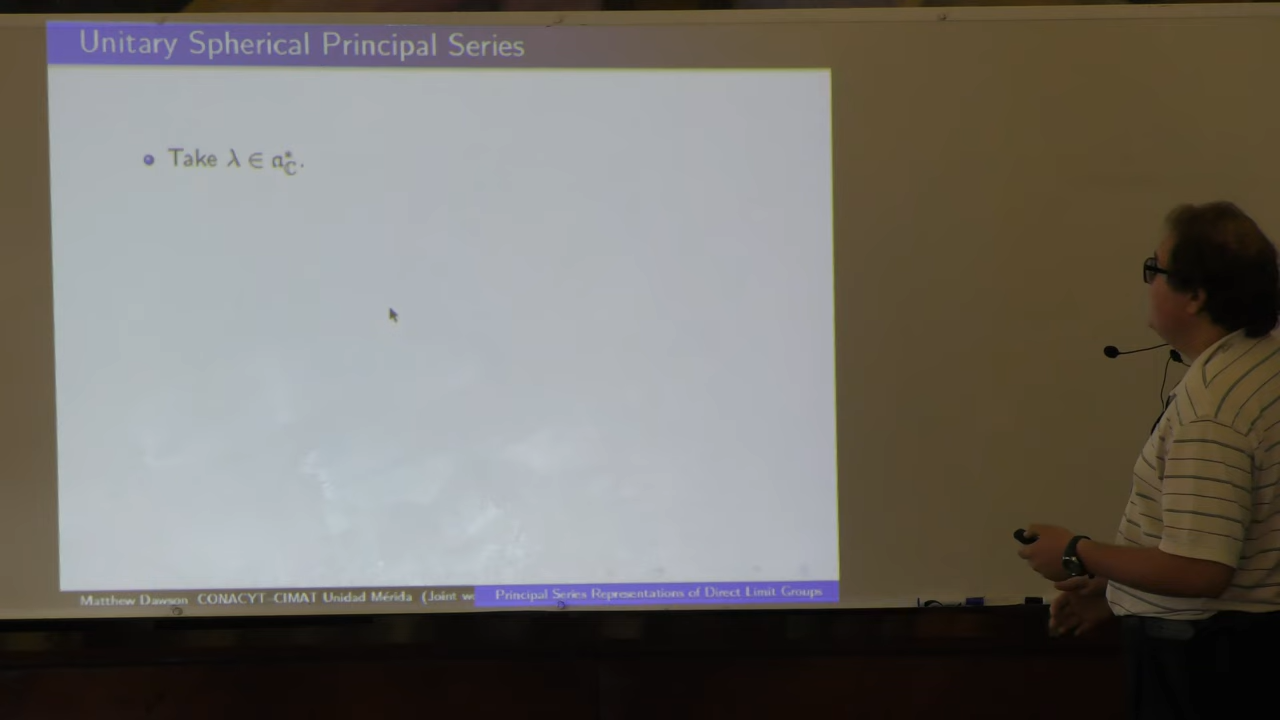 Unitary Spherical Principal Series
• Take λ ∈ 𝔞*_ℂ.
Matthew Dawson CONACYT–CIMAT Unidad Mérida (Joint
Principal Series Representations of Direct Limit Groups